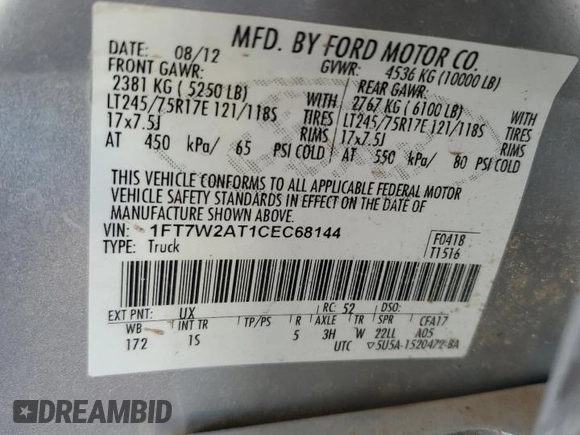 MFD. BY FORD MOTOR CO.
DATE: 08/12 GVWR: 4536 KG (10000 LB)
FRONT GAWR: REAR GAWR:
2381 KG ( 5250 LB) WITH 2767 KG ( 6100 LB) WITH
LT245/75R17E 121/118S TIRES LT245/75R17E 121/118S TIRES
17x7.5J RIMS 17x7.5J RIMS
AT 450 kPa/ 65 PSI COLD AT 550 kPa/ 80 PSI COLD
THIS VEHICLE CONFORMS TO ALL APPLICABLE FEDERAL MOTOR
VEHICLE SAFETY STANDARDS IN EFFECT ON THE DATE OF
MANUFACTURE SHOWN ABOVE.
VIN: 1FT7W2AT1CEC68144 F0418
TYPE: Truck T1516
EXT PNT: UX RC: 52 DSO:
WB INT TR TP/PS R AXLE TR SPR CFA17
172 1S 5 3H W 22LL A05
UTC
DREAMBID